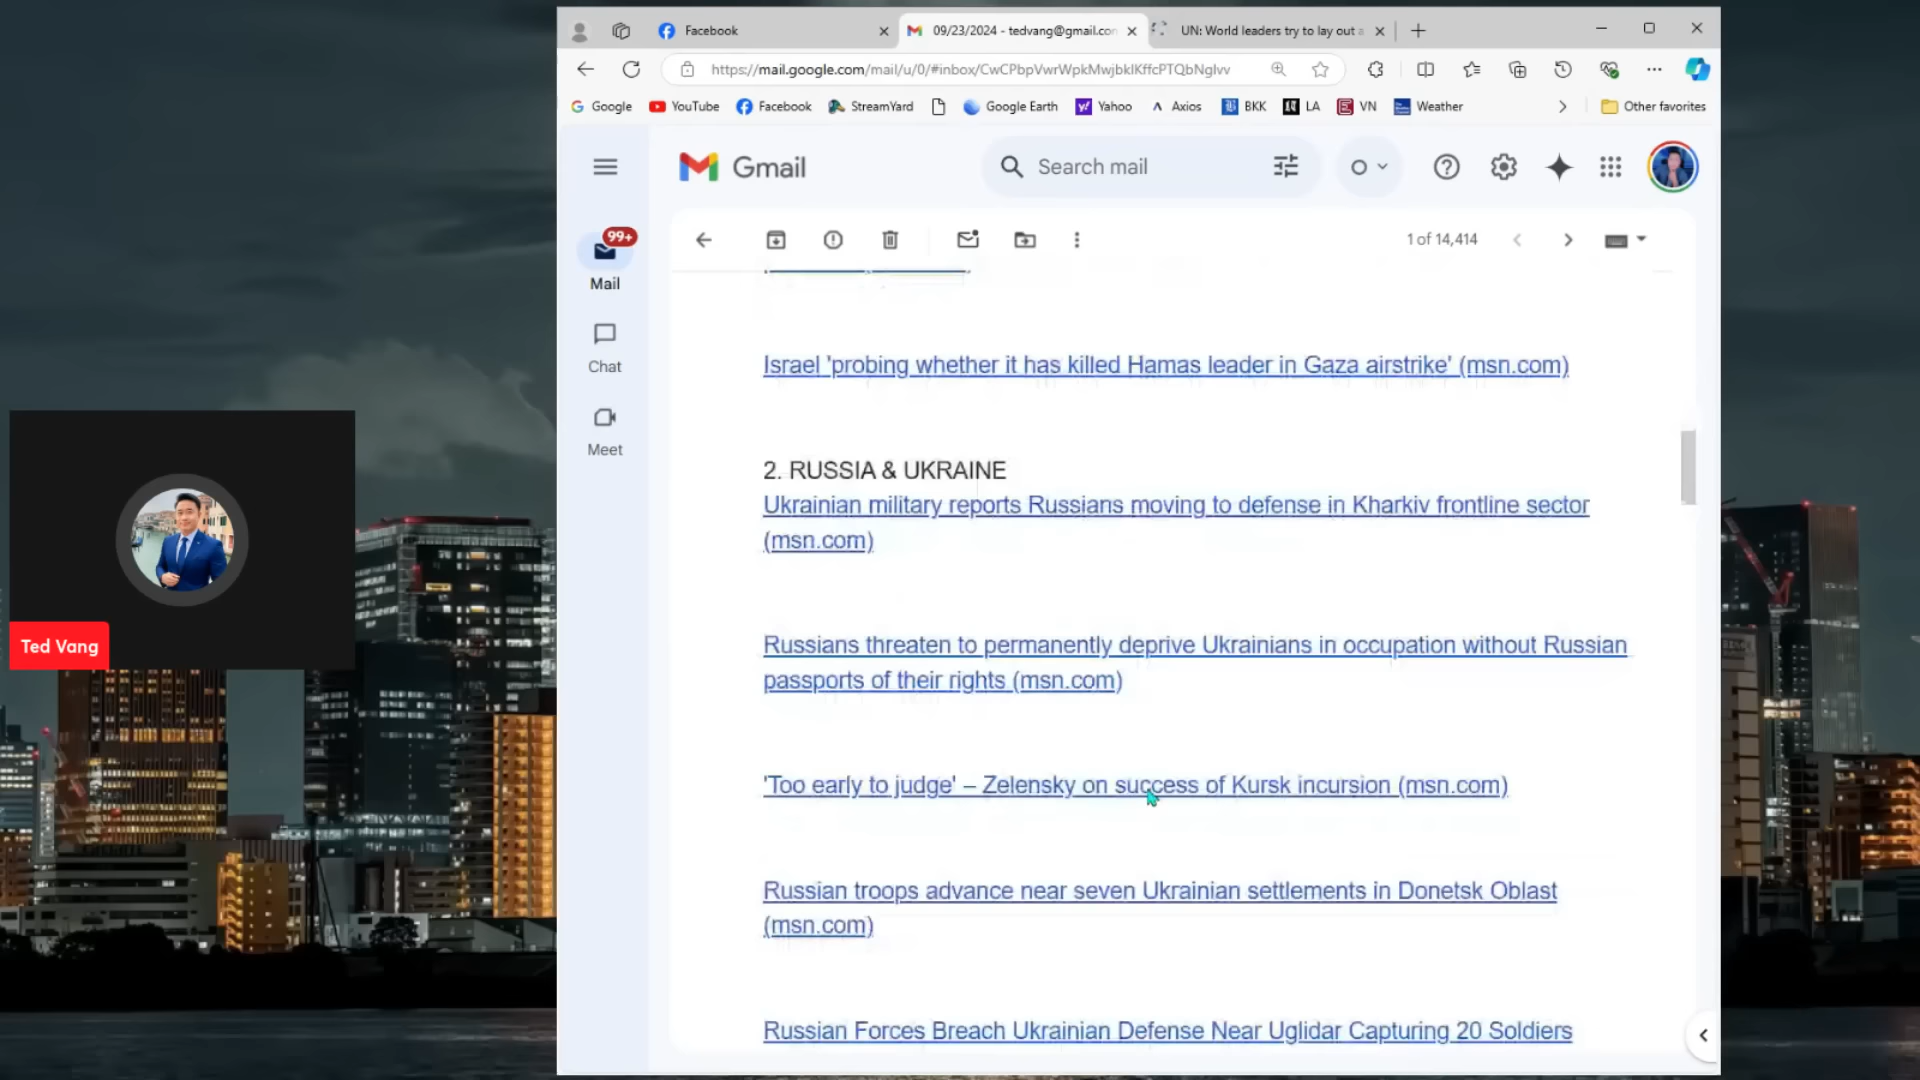 Facebook
09/23/2024 - tedvang@gmail.con
UN: World leaders try to lay out a
https://mail.google.com/mail/u/0/#inbox/CwCPbpVwrWpkMwjbklKffcPTQbNglvv
Google
YouTube
Facebook
StreamYard
Google Earth
Yahoo
Axios
BKK
LA
VN
Weather
Other favorites
Gmail
Search mail
99+
Mail
Chat
Meet
1 of 14,414
Israel 'probing whether it has killed Hamas leader in Gaza airstrike' (msn.com)
2. RUSSIA & UKRAINE
Ukrainian military reports Russians moving to defense in Kharkiv frontline sector
(msn.com)
Russians threaten to permanently deprive Ukrainians in occupation without Russian
passports of their rights (msn.com)
'Too early to judge' – Zelensky on success of Kursk incursion (msn.com)
Russian troops advance near seven Ukrainian settlements in Donetsk Oblast
(msn.com)
Russian Forces Breach Ukrainian Defense Near Uglidar Capturing 20 Soldiers
Ted Vang